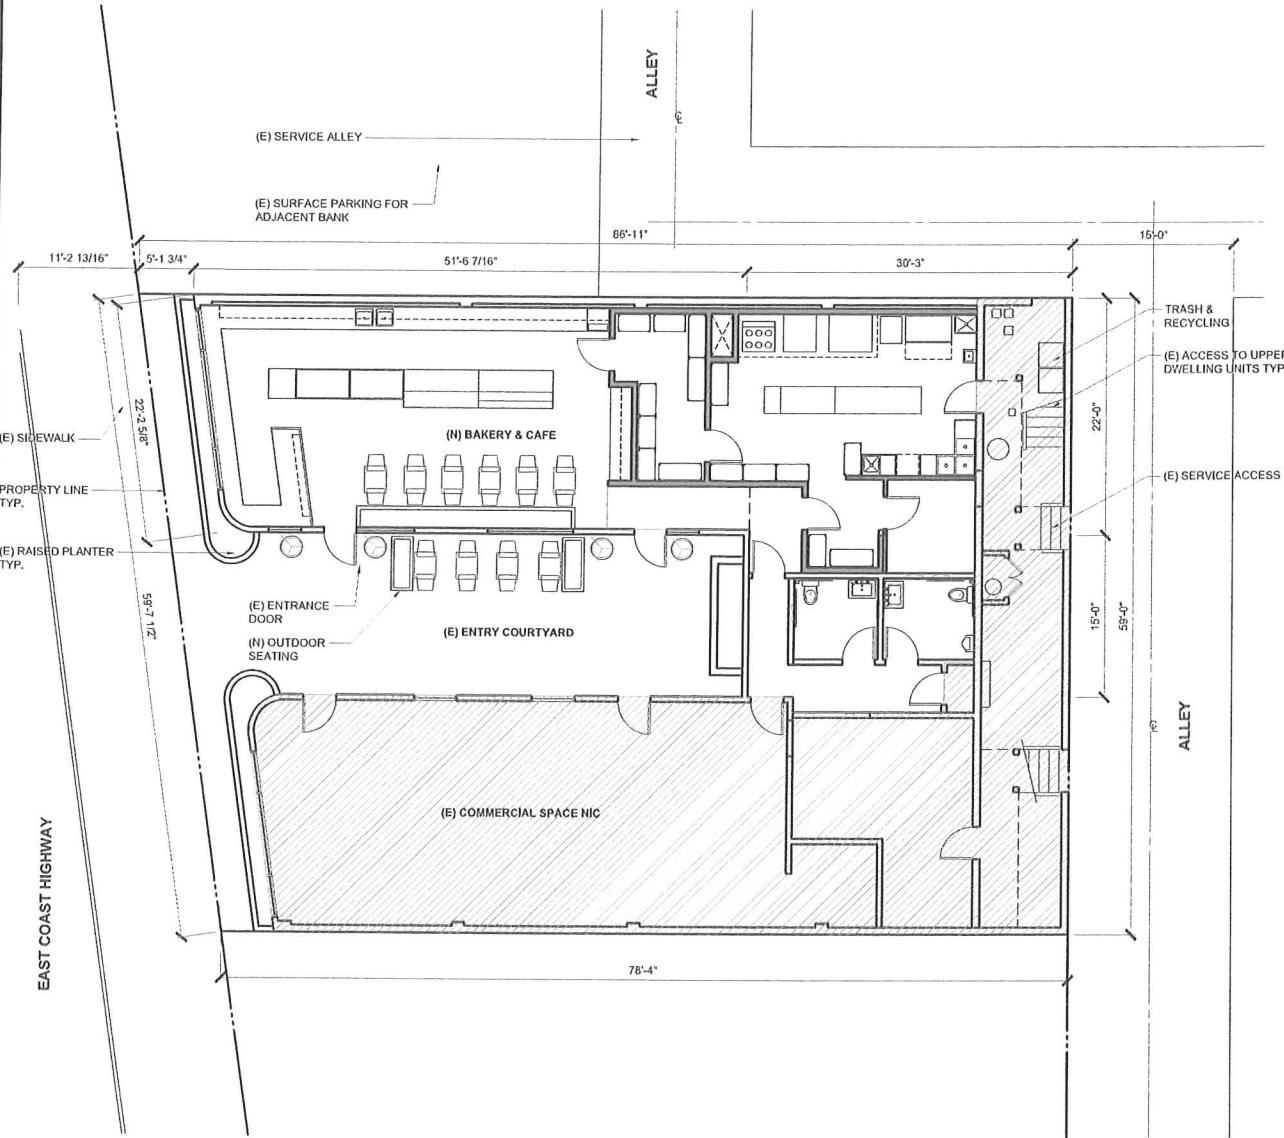 ALLEY
(E) SERVICE ALLEY
(E) SURFACE PARKING FOR
ADJACENT BANK
86'-11"
15'-0"
11'-2 13/16"
5'-1 3/4"
51'-6 7/16"
30'-3"
TRASH &
RECYCLING
(E) ACCESS TO UPPER
DWELLING UNITS TYP
22'-2 5/8"
22'-0"
(E) SIDEWALK
(N) BAKERY & CAFE
(E) SERVICE ACCESS
PROPERTY LINE
TYP.
(E) RAISED PLANTER
TYP.
59'-7 1/2"
(E) ENTRANCE
DOOR
(E) ENTRY COURTYARD
(N) OUTDOOR
SEATING
15'-0"
59'-0"
ALLEY
(E) COMMERCIAL SPACE NIC
EAST COAST HIGHWAY
78'-4"